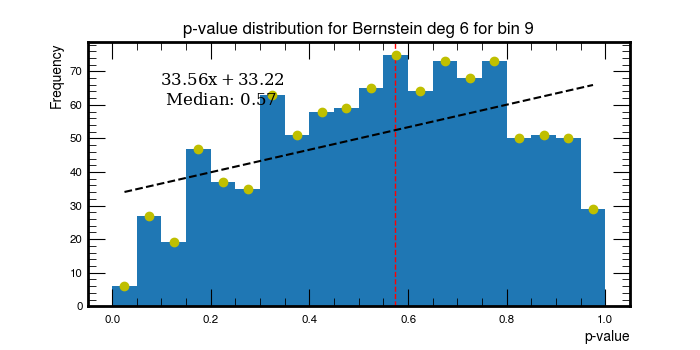 p-value distribution for Bernstein deg 6 for bin 9
Frequency
33.56x + 33.22
Median: 0.57
70
60
50
40
30
20
10
0
0.0 0.2 0.4 0.6 0.8 1.0
p-value